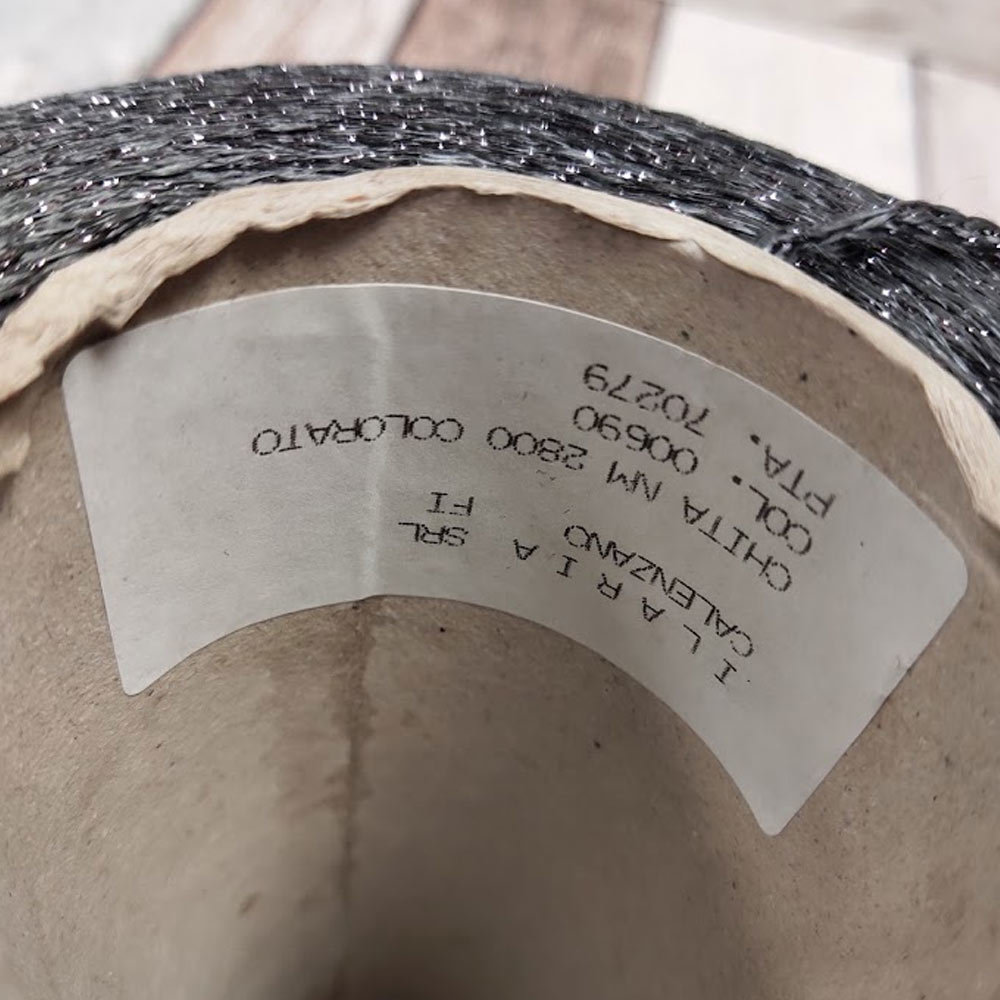 I L A R I A SRL
CALENZANO FI
CHITA NM 2800 COLORATO
COL. 00690
PTA. 70279